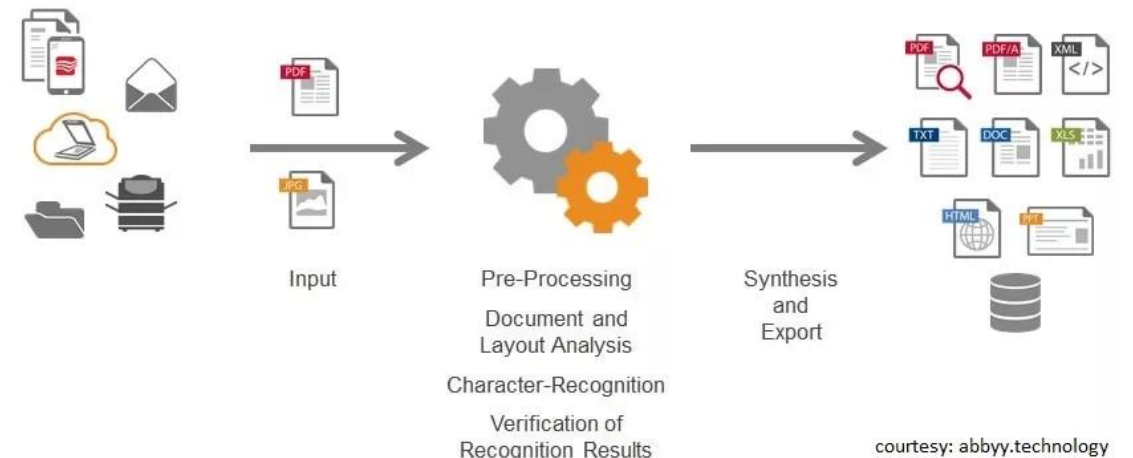 PDF
JPG
PDF
PDF/A
XML
</>
TXT
DOC
XLS
HTML
PPT
Input
Pre-Processing
Document and
Layout Analysis
Character-Recognition
Verification of
Recognition Results
Synthesis
and
Export
courtesy: abbyy.technology